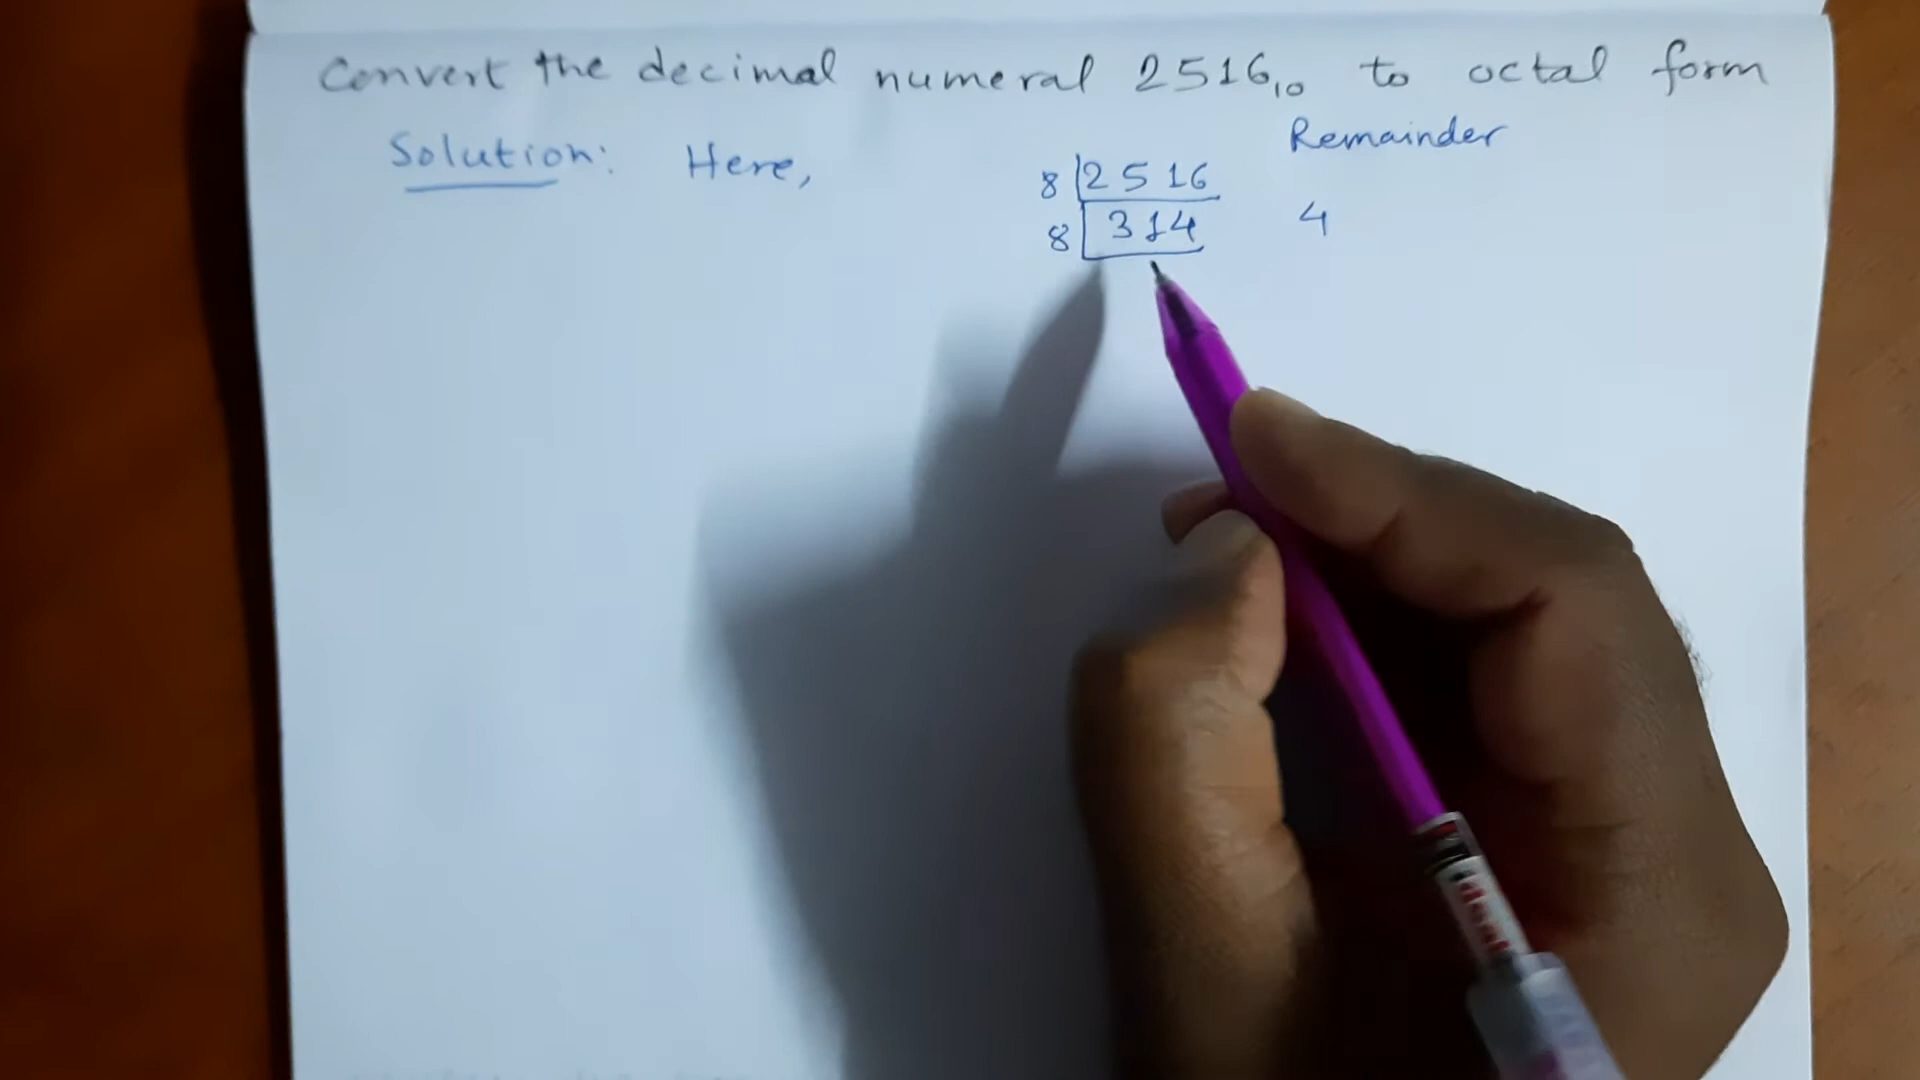 Convert the decimal numeral 2516₁₀ to octal form
Solution: Here,
Remainder
8 2516
8 314 4